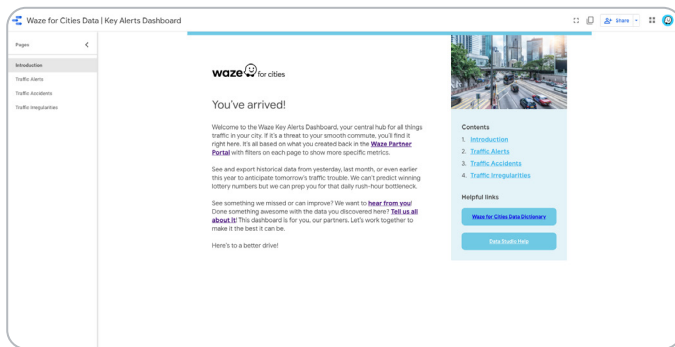 Waze for Cities Data | Key Alerts Dashboard
Share
Pages
Introduction
Traffic Alerts
Traffic Accidents
Traffic Irregularities
waze for cities
You've arrived!
Welcome to the Waze Key Alerts Dashboard, your central hub for all things
traffic in your city. If it's a threat to your smooth commute, you'll find it
right here. It's all based on what you created back in the Waze Partner
Portal with filters on each page to show more specific metrics.
See and export historical data from yesterday, last month, or even earlier
this year to anticipate tomorrow's traffic trouble. We can't predict winning
lottery numbers but we can prep you for that daily rush-hour bottleneck.
See something we missed or can improve? We want to hear from you!
Done something awesome with the data you discovered here? Tell us all
about it! This dashboard is for you, our partners. Let's work together to
make it the best it can be.
Here's to a better drive!
Contents
1. Introduction
2. Traffic Alerts
3. Traffic Accidents
4. Traffic Irregularities
Helpful links
Waze for Cities Data Dictionary
Data Studio Help